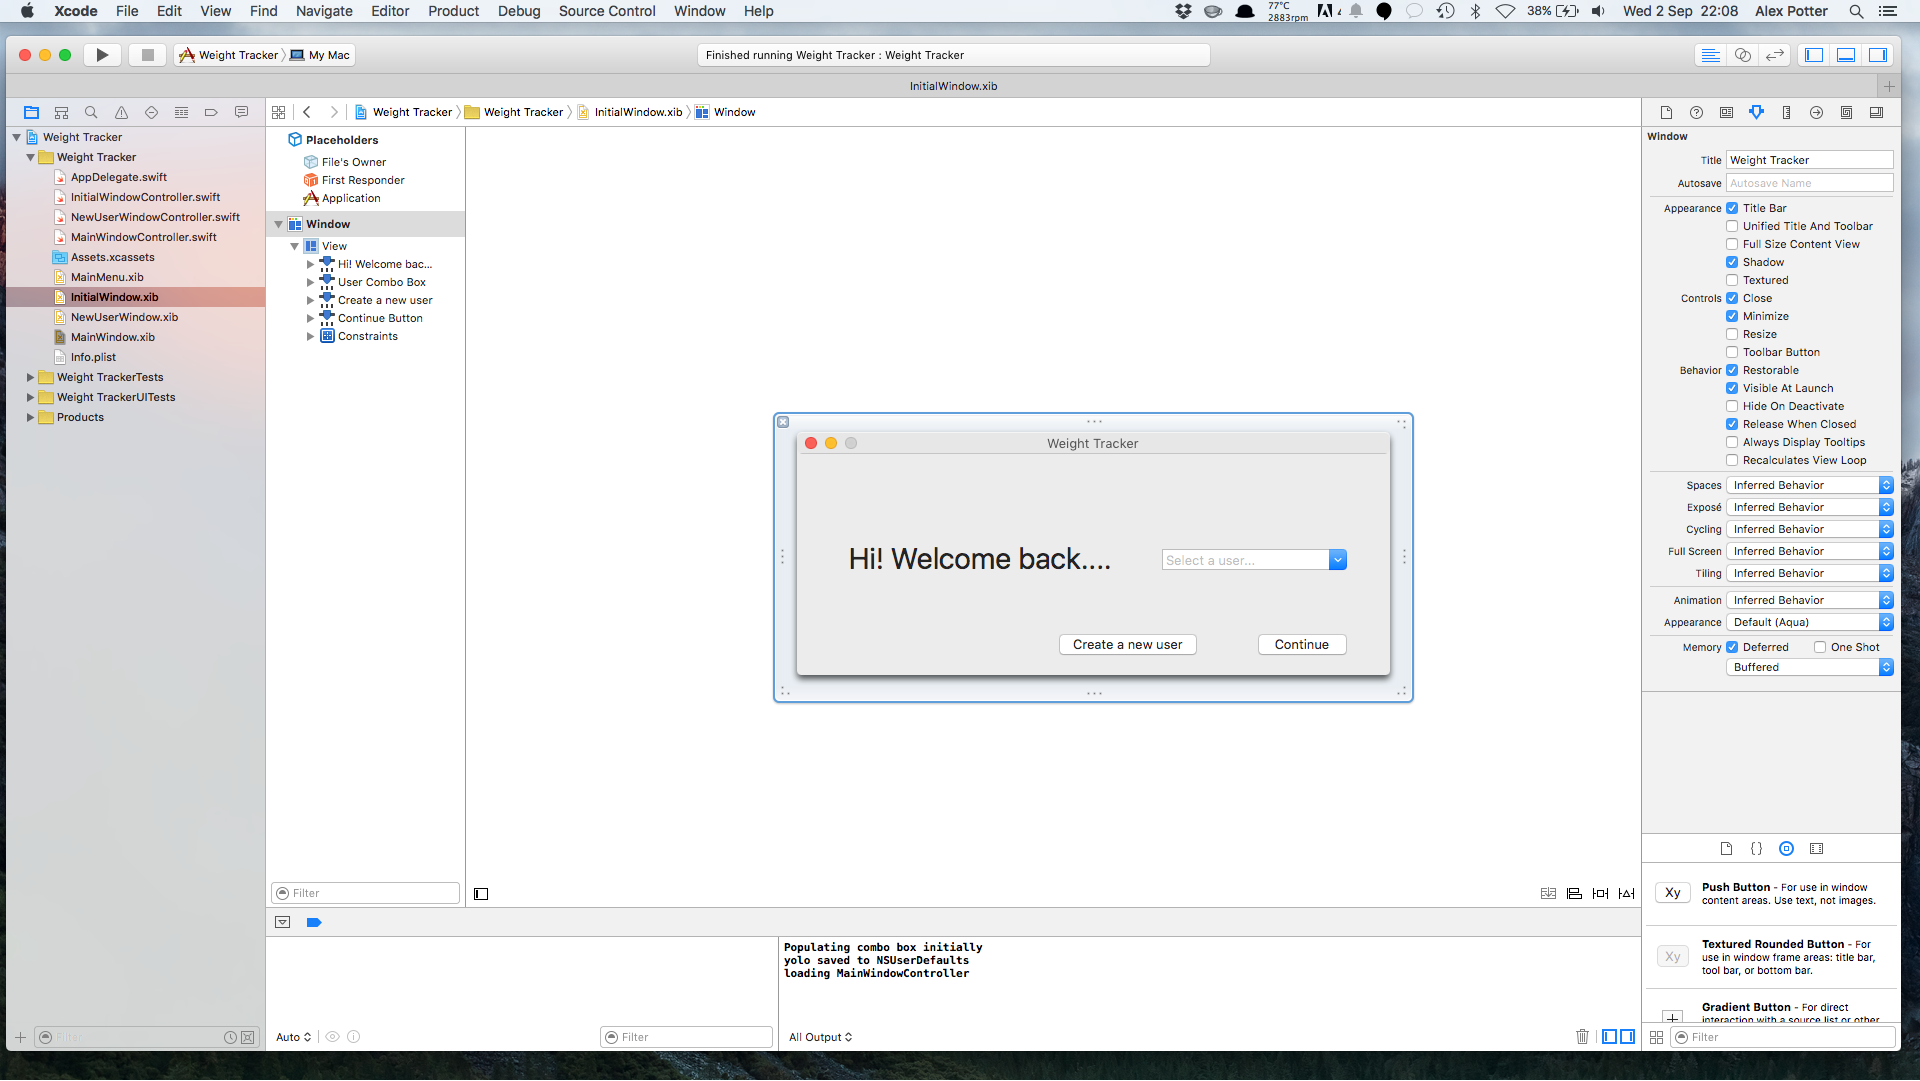 Xcode File Edit View Find Navigate Editor Product Debug Source Control Window Help
77°C
2883rpm
4
38%
Wed 2 Sep 22:08 Alex Potter
Weight Tracker My Mac
Finished running Weight Tracker : Weight Tracker
InitialWindow.xib
Weight Tracker
Weight Tracker
AppDelegate.swift
InitialWindowController.swift
NewUserWindowController.swift
MainWindowController.swift
Assets.xcassets
MainMenu.xib
InitialWindow.xib
NewUserWindow.xib
MainWindow.xib
Info.plist
Weight TrackerTests
Weight TrackerUITests
Products
Filter
Weight Tracker Weight Tracker InitialWindow.xib Window
Placeholders
File's Owner
First Responder
Application
Window
View
Hi! Welcome bac...
User Combo Box
Create a new user
Continue Button
Constraints
Filter
Weight Tracker
Hi! Welcome back....
Select a user...
Create a new user
Continue
Populating combo box initially
yolo saved to NSUserDefaults
loading MainWindowController
Auto
Filter
All Output
Window
Title Weight Tracker
Autosave Autosave Name
Appearance Title Bar
Unified Title And Toolbar
Full Size Content View
Shadow
Textured
Controls Close
Minimize
Resize
Toolbar Button
Behavior Restorable
Visible At Launch
Hide On Deactivate
Release When Closed
Always Display Tooltips
Recalculates View Loop
Spaces Inferred Behavior
Exposé Inferred Behavior
Cycling Inferred Behavior
Full Screen Inferred Behavior
Tiling Inferred Behavior
Animation Inferred Behavior
Appearance Default (Aqua)
Memory Deferred One Shot
Buffered
Xy
Push Button - For use in window
content areas. Use text, not images.
Xy
Textured Rounded Button - For
use in window frame areas: title bar,
tool bar, or bottom bar.
Gradient Button - For direct
interaction with a source list or other
Filter